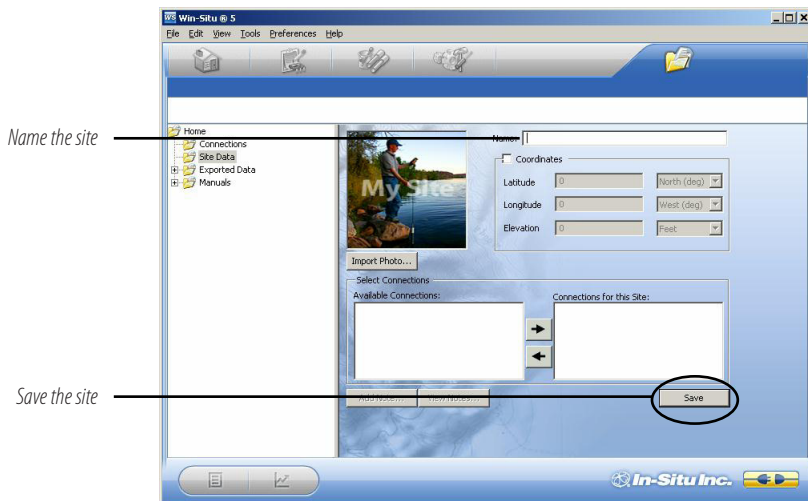 Win-Situ ® 5
File Edit View Tools Preferences Help
Name the site
Home
Connections
Site Data
Exported Data
Manuals
My Site
Name:
Coordinates
Latitude 0 North (deg)
Longitude 0 West (deg)
Elevation 0 Feet
Import Photo...
Select Connections
Available Connections:
Connections for this Site:
Save the site
Add Note...
View Notes...
Save
In-Situ Inc.